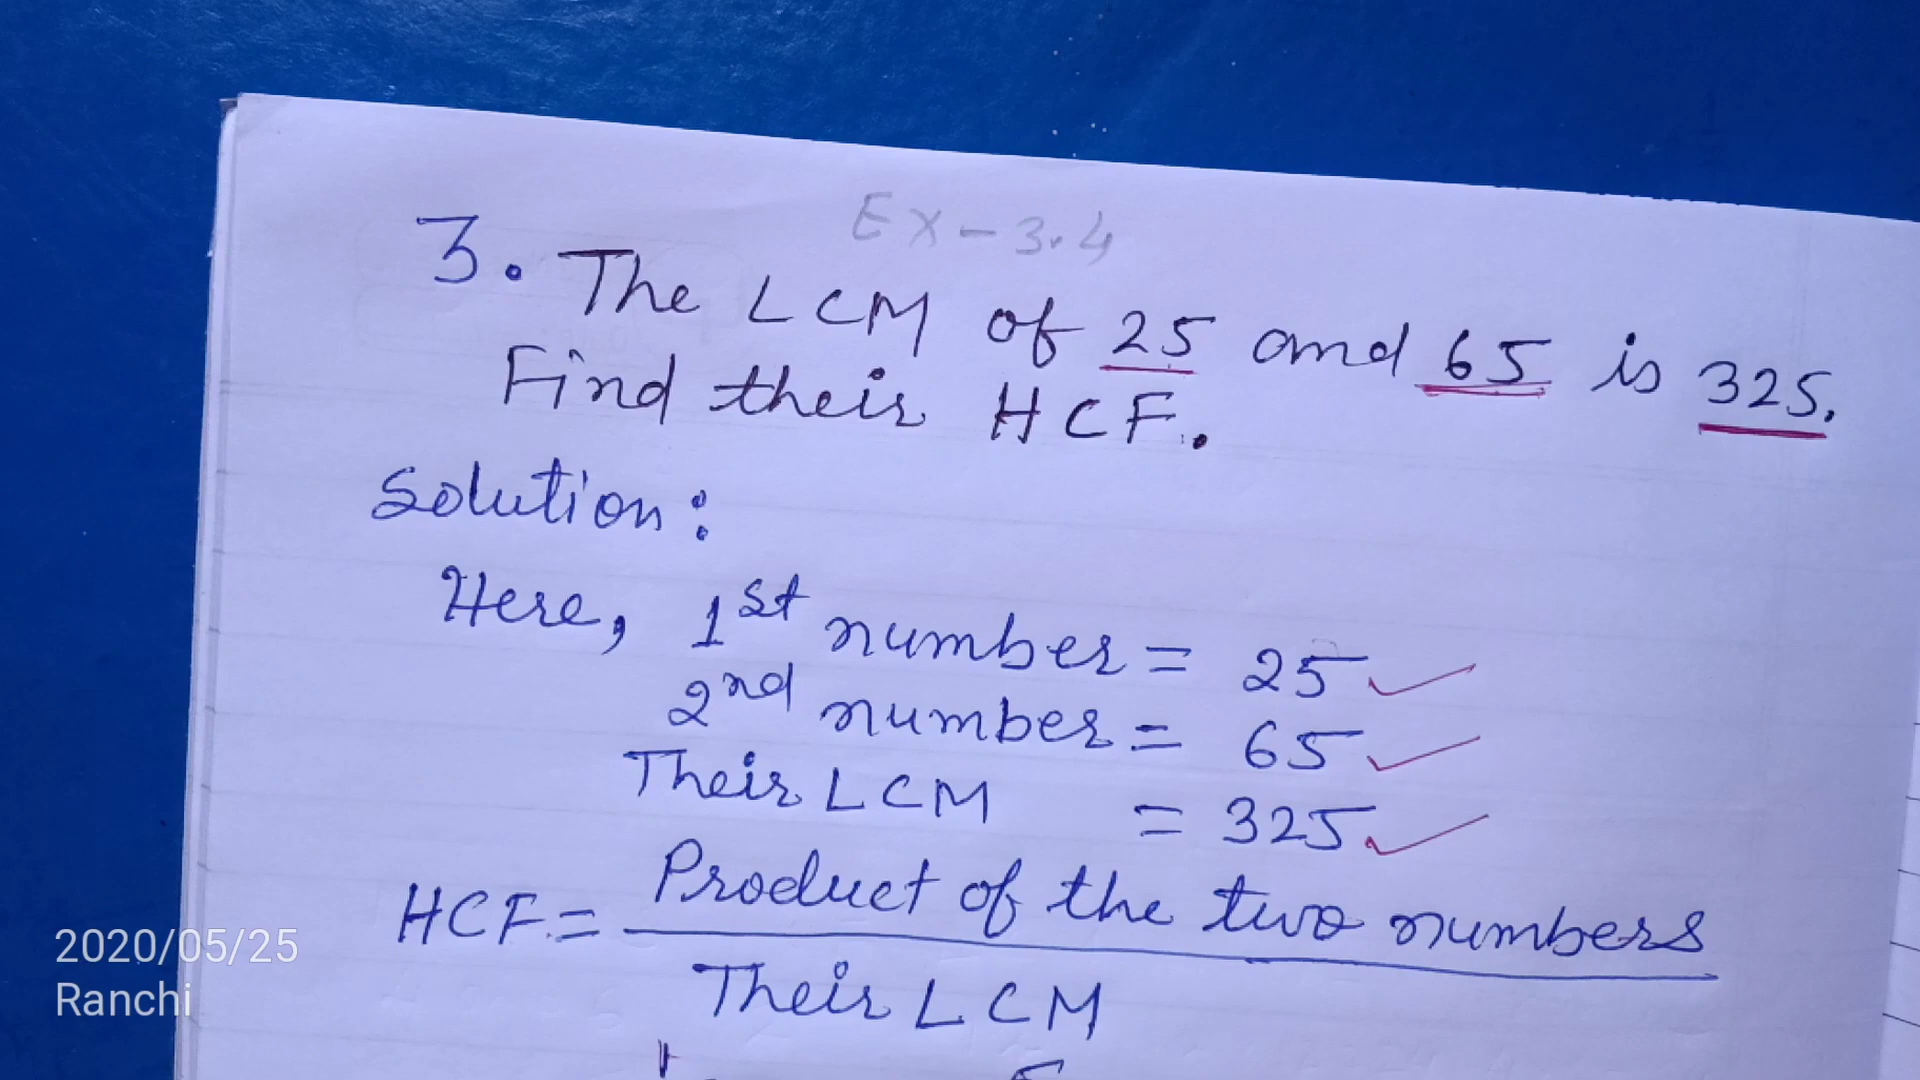 Ex-3.4
3. The LCM of 25 and 65 is 325.
Find their HCF.
Solution:
Here, 1st number = 25 ✓
2nd number = 65 ✓
Their LCM = 325 ✓
HCF = Product of the two numbers
Their LCM
2020/05/25
Ranchi